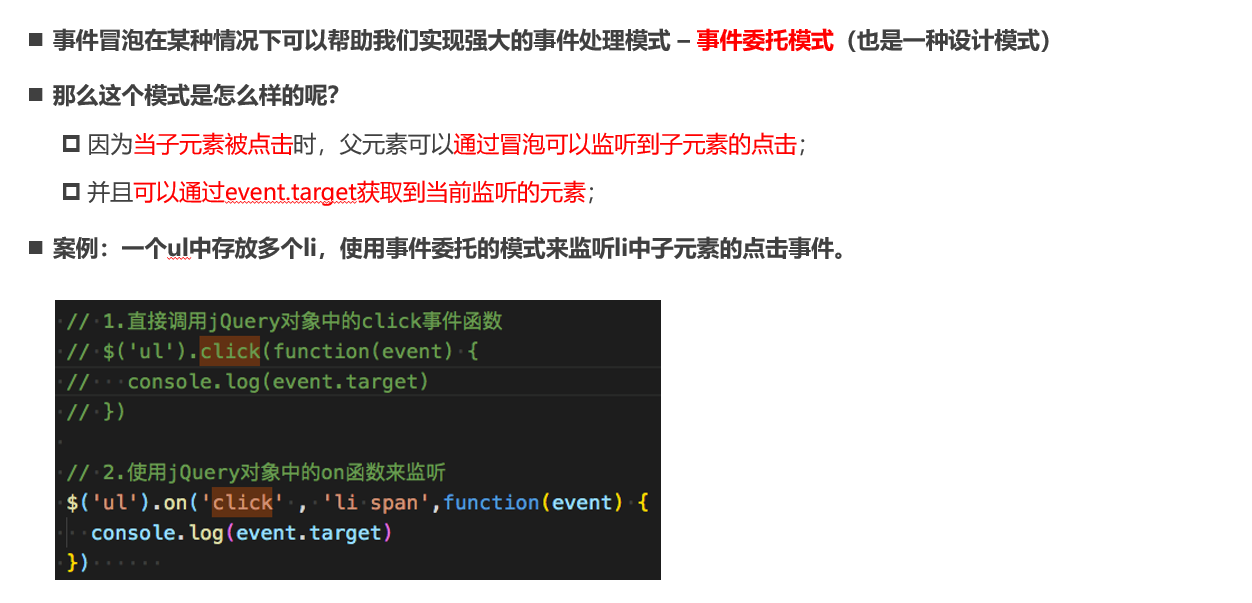 事件冒泡在某种情况下可以帮助我们实现强大的事件处理模式 – 事件委托模式（也是一种设计模式）
那么这个模式是怎么样的呢？
因为当子元素被点击时，父元素可以通过冒泡可以监听到子元素的点击；
并且可以通过event.target获取到当前监听的元素；
案例：一个ul中存放多个li，使用事件委托的模式来监听li中子元素的点击事件。
// 1.直接调用jQuery对象中的click事件函数
// $('ul').click(function(event) {
//   console.log(event.target)
// })
// 2.使用jQuery对象中的on函数来监听
$('ul').on('click' , 'li span',function(event) {
  console.log(event.target)
})